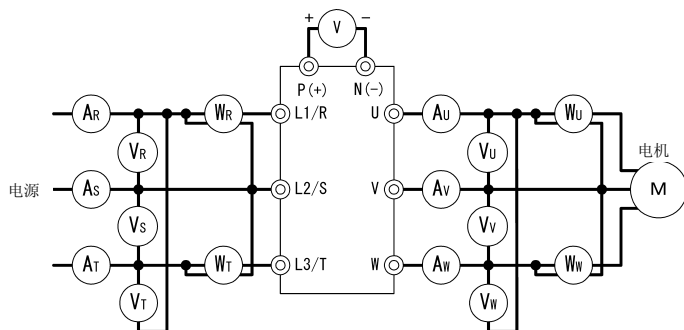 + V −
P(+) N(−)
AR WR L1/R U AU WU
VR VU 电机
电源 AS L2/S V AV M
VS VV
AT WT L3/T W AW WW
VT VW